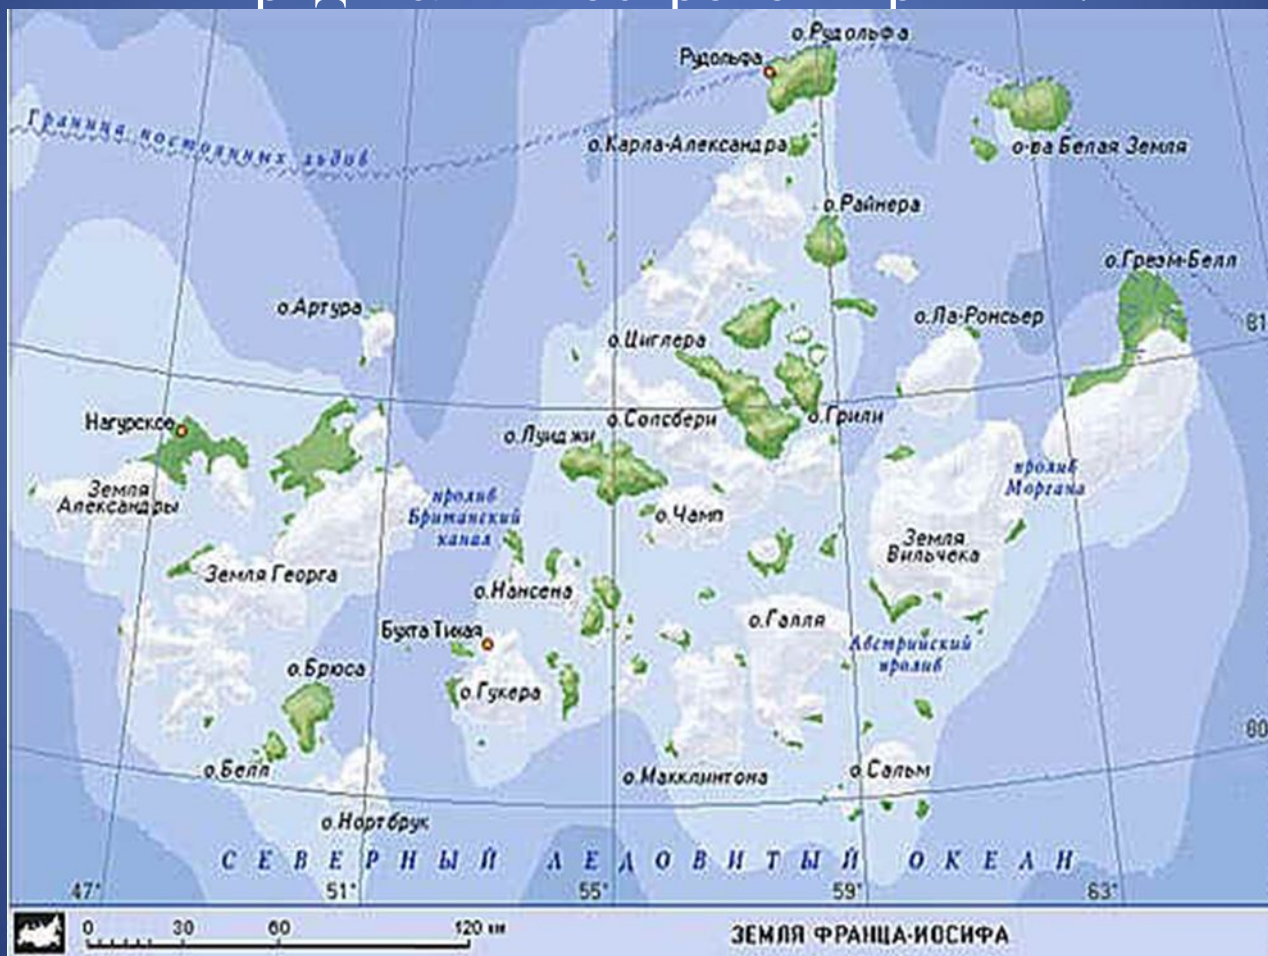 о.Рудольфа
Рудольфа
Граница постоянных льдов
о.Карла-Александра
о-ва Белая Земля
о.Райнера
о.Греэм-Белл
о.Артура
о.Ла-Ронсьер
81
о.Циглера
Нагурское
о.Солсбери
о.Грили
о.Луиджи
Земля
Александры
пролив
Британский
канал
пролив
Моргана
о.Чамп
Земля
Вильчека
Земля Георга
о.Нансена
о.Галля
Бухта Тихая
Австрийский
пролив
о.Брюса
о.Гукера
80
о.Белл
о.Макклинтока
о.Сальм
о.Нортбрук
СЕВЕРНЫЙ ЛЕДОВИТЫЙ ОКЕАН
47° 51° 55° 59° 63°
0 30 60 120 км
ЗЕМЛЯ ФРАНЦА-ИОСИФА